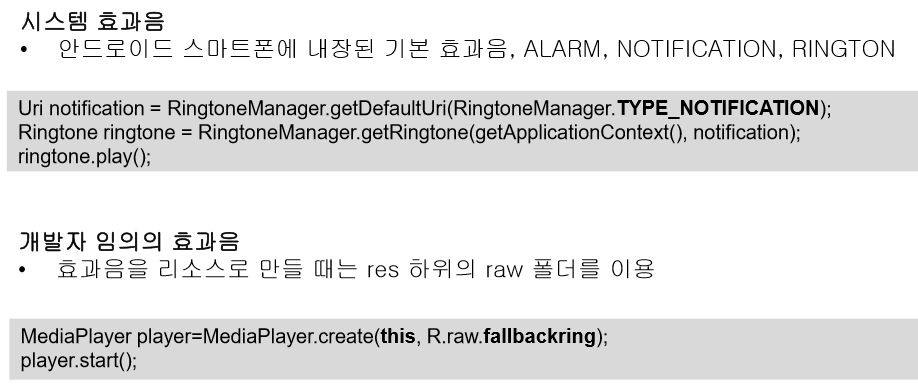 시스템 효과음
• 안드로이드 스마트폰에 내장된 기본 효과음, ALARM, NOTIFICATION, RINGTON
Uri notification = RingtoneManager.getDefaultUri(RingtoneManager.TYPE_NOTIFICATION);
Ringtone ringtone = RingtoneManager.getRingtone(getApplicationContext(), notification);
ringtone.play();
개발자 임의의 효과음
• 효과음을 리소스로 만들 때는 res 하위의 raw 폴더를 이용
MediaPlayer player=MediaPlayer.create(this, R.raw.fallbackring);
player.start();